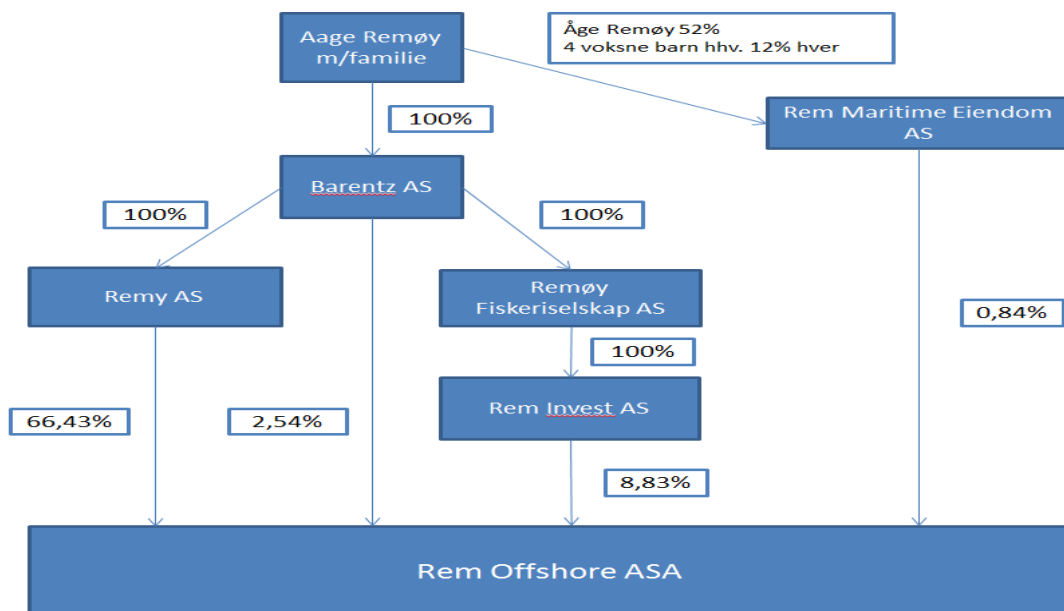 Aage Remøy
m/familie
Åge Remøy 52%
4 voksne barn hhv. 12% hver
100%
Rem Maritime Eiendom
AS
Barentz AS
100%
100%
Remy AS
Remøy
Fiskeriselskap AS
0,84%
100%
Rem Invest AS
66,43%
2,54%
8,83%
Rem Offshore ASA